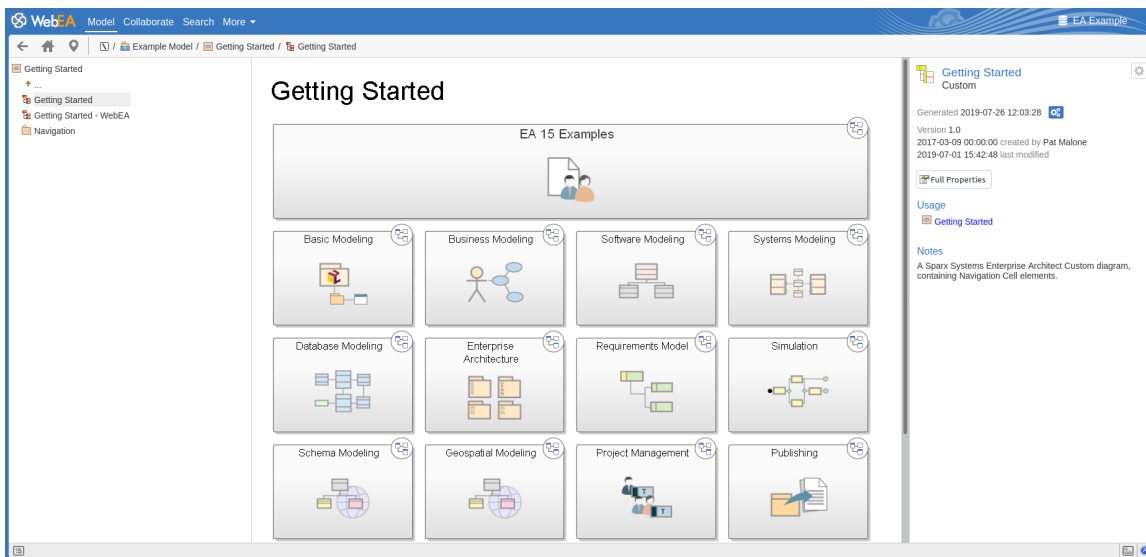 WebEA Model Collaborate Search More
EA Example
/ Example Model / Getting Started / Getting Started
Getting Started
...
Getting Started
Getting Started - WebEA
Navigation
Getting Started
EA 15 Examples
Basic Modeling
Business Modeling
Software Modeling
Systems Modeling
Database Modeling
Enterprise
Architecture
Requirements Model
Simulation
Schema Modeling
Geospatial Modeling
Project Management
T
T
Publishing
Getting Started
Custom
Generated 2019-07-26 12:03:28
Version 1.0
2017-03-09 00:00:00 created by Pat Malone
2019-07-01 15:42:48 last modified
Full Properties
Usage
Getting Started
Notes
A Sparx Systems Enterprise Architect Custom diagram,
containing Navigation Cell elements.